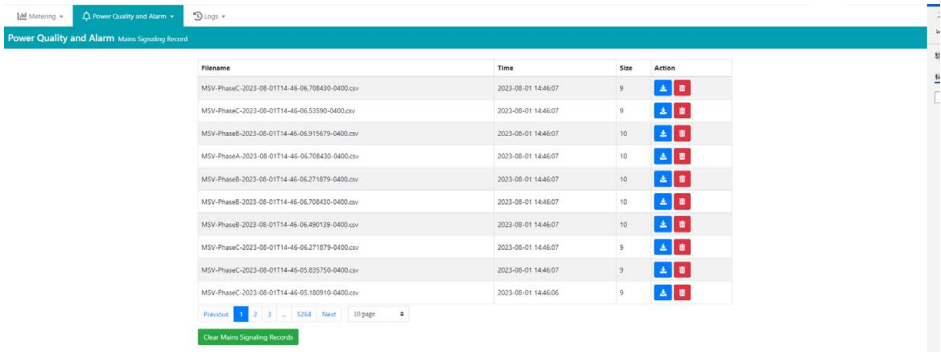 Metering Power Quality and Alarm Logs
Power Quality and Alarm Mains Signaling Record
Filename Time Size Action
MSV-PhaseC-2023-08-01T14-46-06.708430-0400.csv 2023-08-01 14:46:07 9
MSV-PhaseC-2023-08-01T14-46-06.53590-0400.csv 2023-08-01 14:46:07 9
MSV-PhaseB-2023-08-01T14-46-06.915679-0400.csv 2023-08-01 14:46:07 10
MSV-PhaseA-2023-08-01T14-46-06.708430-0400.csv 2023-08-01 14:46:07 10
MSV-PhaseB-2023-08-01T14-46-06.271879-0400.csv 2023-08-01 14:46:07 10
MSV-PhaseB-2023-08-01T14-46-06.708430-0400.csv 2023-08-01 14:46:07 10
MSV-PhaseB-2023-08-01T14-46-06.490139-0400.csv 2023-08-01 14:46:07 10
MSV-PhaseC-2023-08-01T14-46-06.271879-0400.csv 2023-08-01 14:46:07 9
MSV-PhaseC-2023-08-01T14-46-05.835750-0400.csv 2023-08-01 14:46:07 9
MSV-PhaseC-2023-08-01T14-46-05.180910-0400.csv 2023-08-01 14:46:06 9
Previous 1 2 3 ... 5264 Next 10/page
Clear Mains Signaling Records